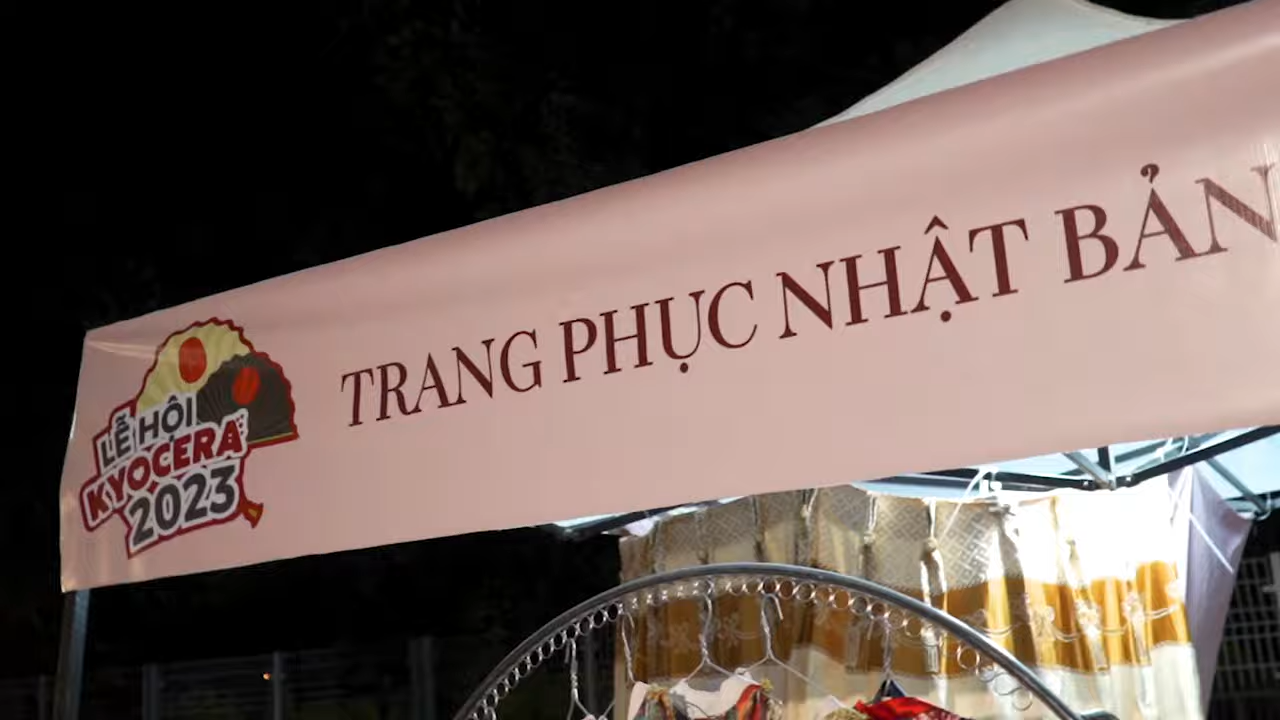 LỄ HỘI
KYOCERA
2023
TRANG PHỤC NHẬT BẢN